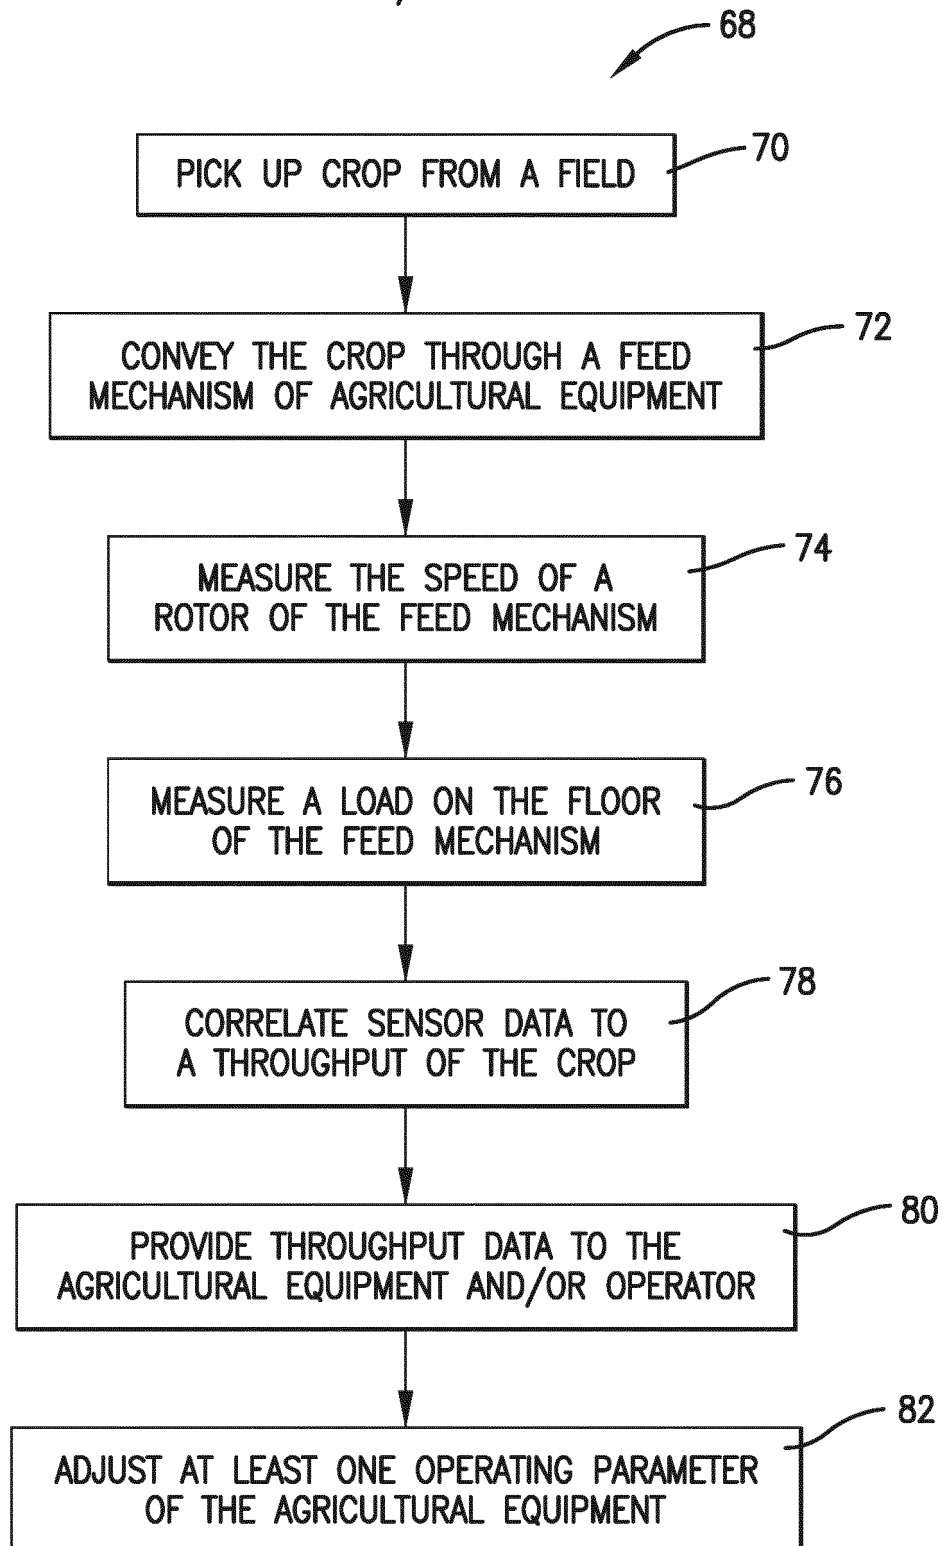 68
PICK UP CROP FROM A FIELD
70
CONVEY THE CROP THROUGH A FEED
MECHANISM OF AGRICULTURAL EQUIPMENT
72
MEASURE THE SPEED OF A
ROTOR OF THE FEED MECHANISM
74
MEASURE A LOAD ON THE FLOOR
OF THE FEED MECHANISM
76
CORRELATE SENSOR DATA TO
A THROUGHPUT OF THE CROP
78
PROVIDE THROUGHPUT DATA TO THE
AGRICULTURAL EQUIPMENT AND/OR OPERATOR
80
ADJUST AT LEAST ONE OPERATING PARAMETER
OF THE AGRICULTURAL EQUIPMENT
82